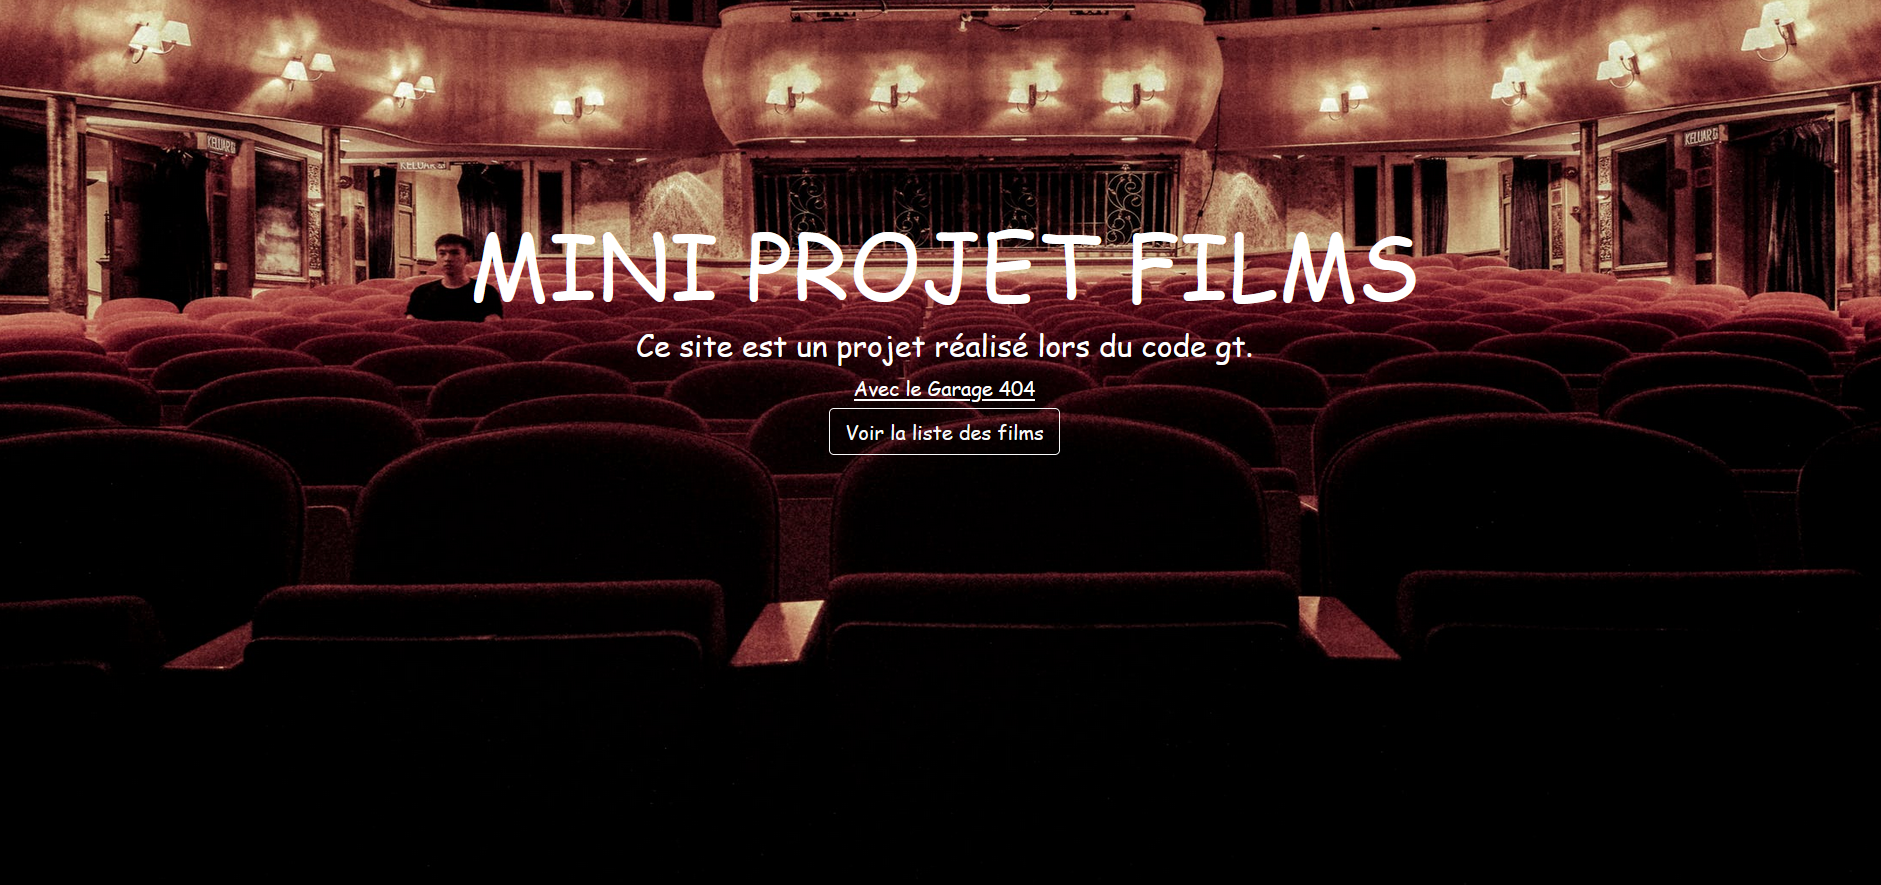 KELUAR
KELUAR
KELUAR
MINI PROJET FILMS
Ce site est un projet réalisé lors du code gt.
Avec le Garage 404
Voir la liste des films